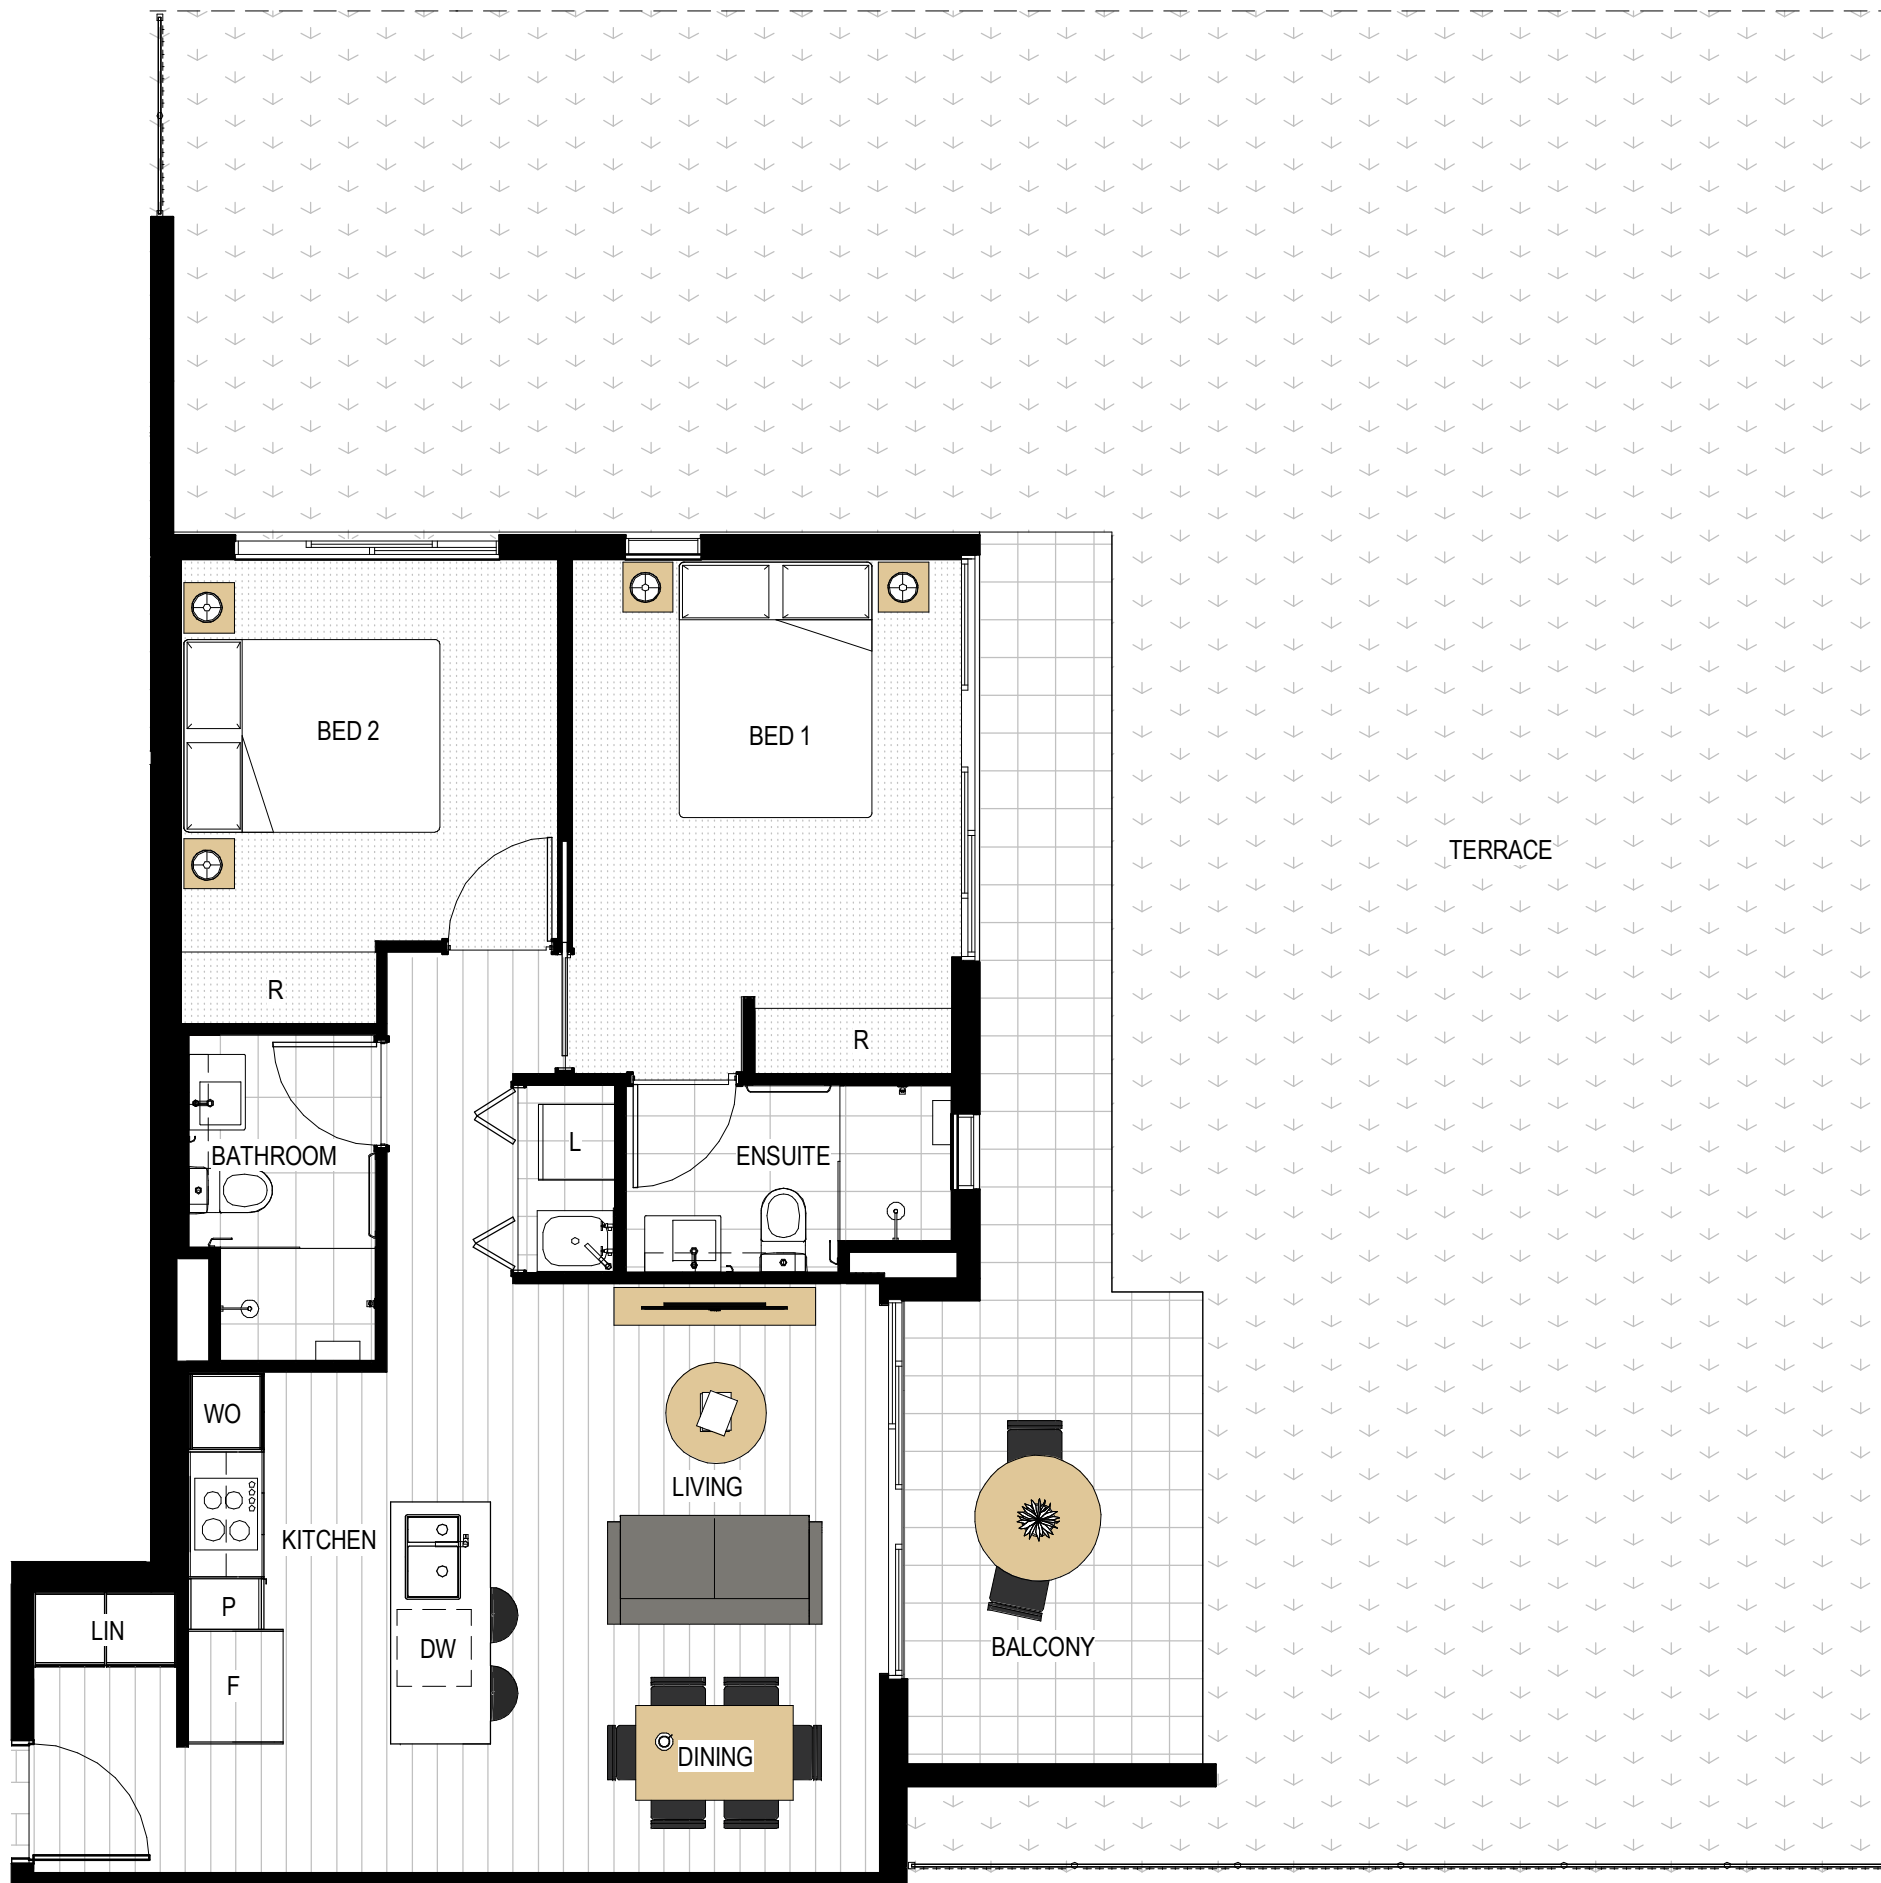 BED 2
BED 1
TERRACE
R
R
BATHROOM
L
ENSUITE
WO
LIVING
KITCHEN
P
LIN
DW
BALCONY
F
DINING